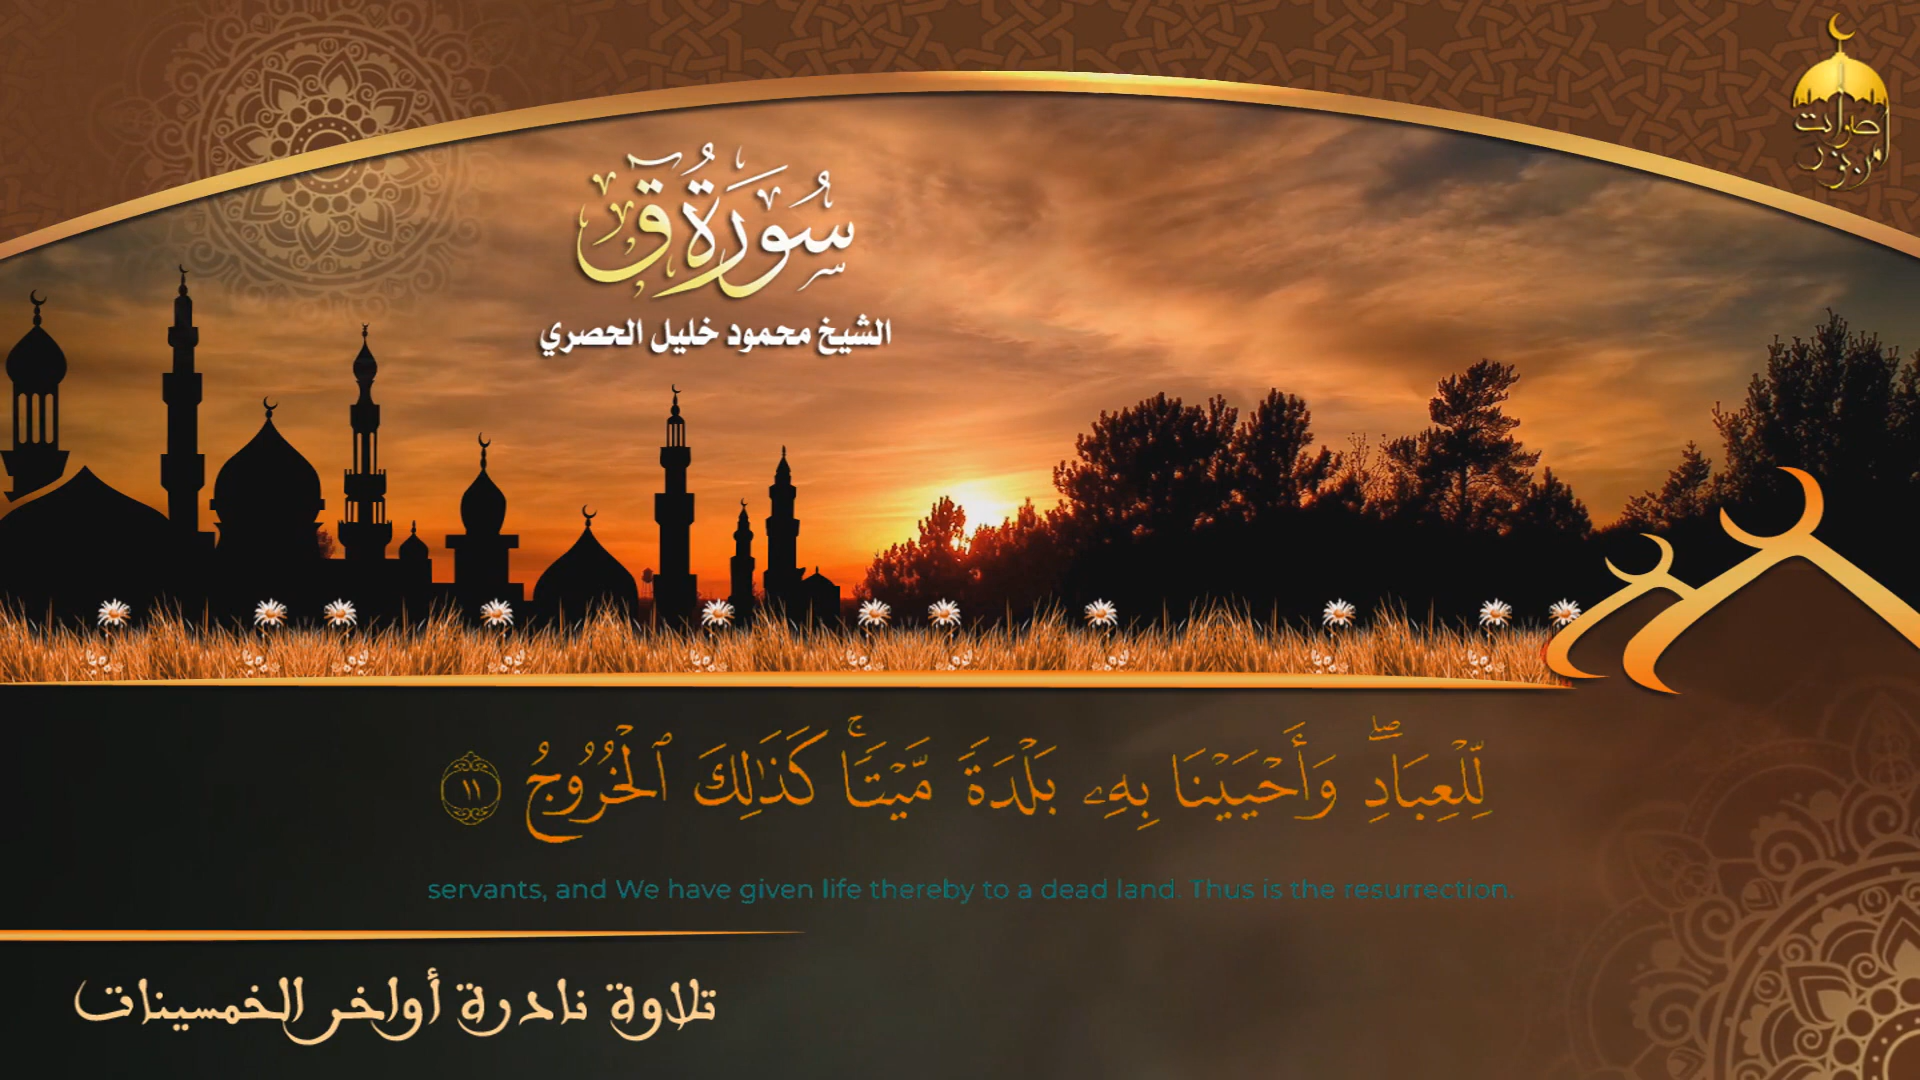 سُورَةُ قٓ
الشيخ محمود خليل الحصري
لِّلْعِبَادِۖ وَأَحْيَيْنَا بِهِۦ بَلْدَةً مَّيْتًاۚ كَذَٰلِكَ ٱلْخُرُوجُ ١١
servants, and We have given life thereby to a dead land. Thus is the resurrection.
تلاوة نادرة أواخر الخمسينات